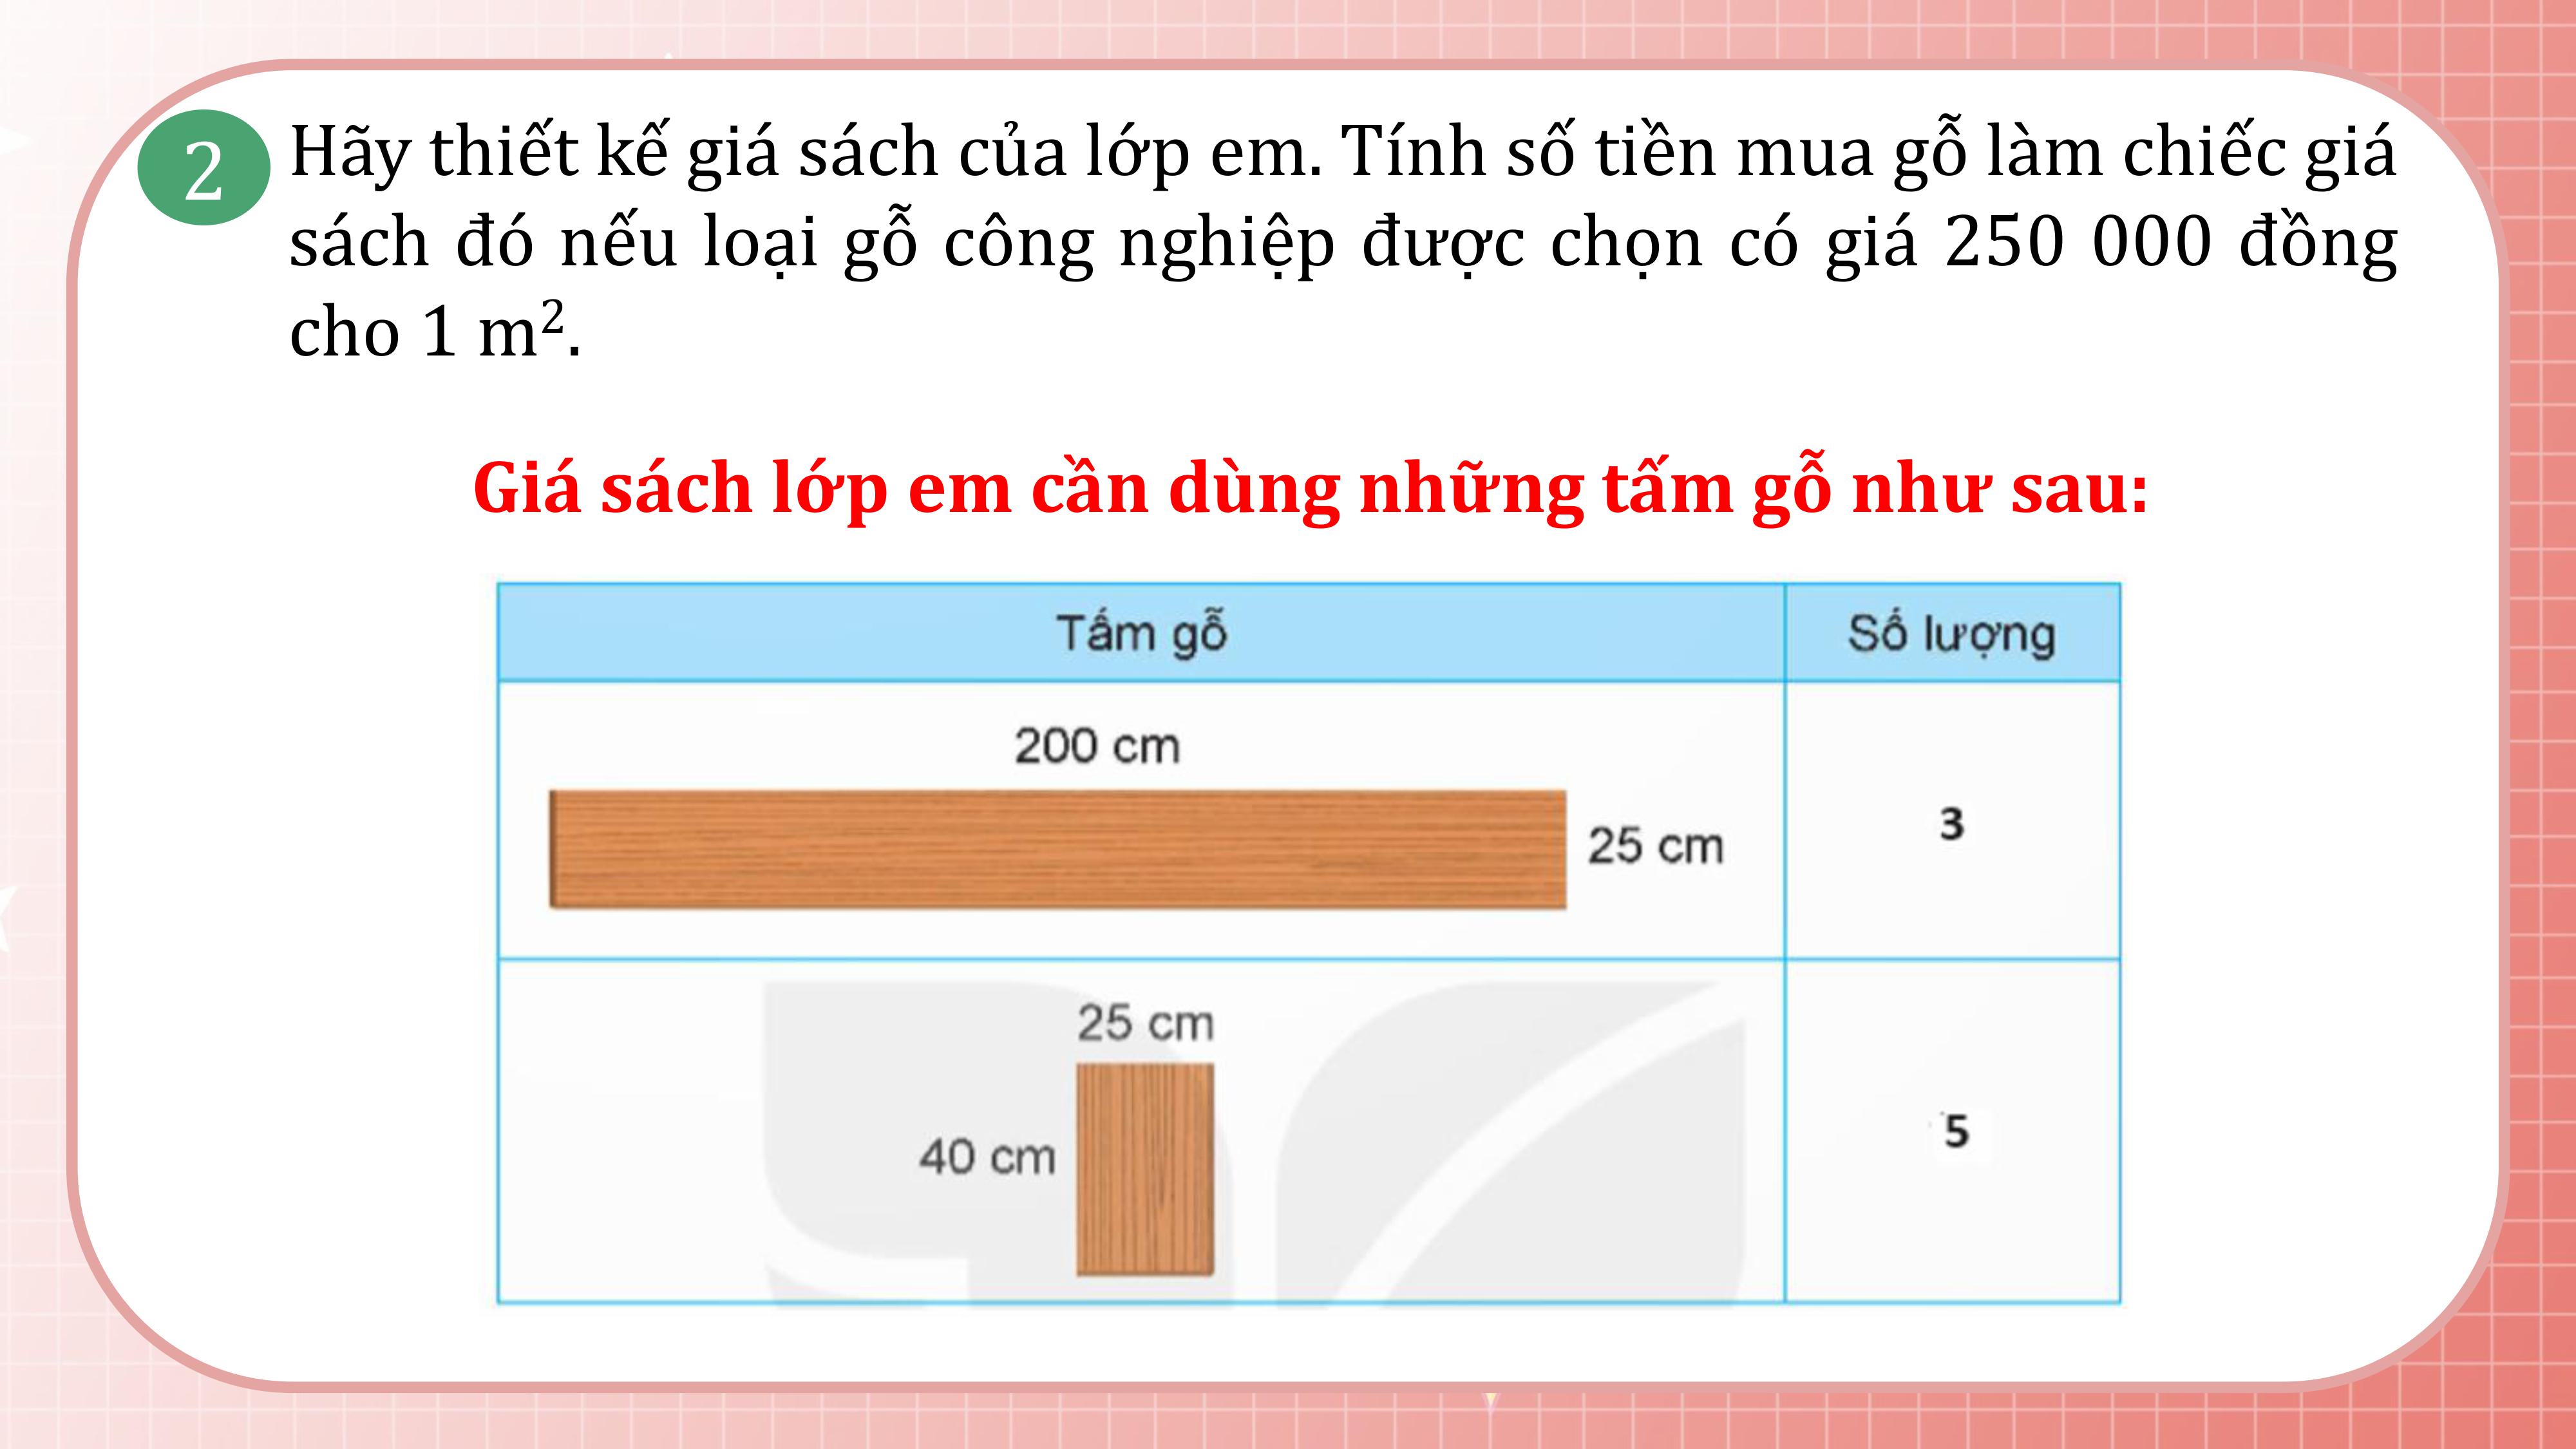 2
Hãy thiết kế giá sách của lớp em. Tính số tiền mua gỗ làm chiếc giá
sách đó nếu loại gỗ công nghiệp được chọn có giá 250 000 đồng
cho 1 m².
Giá sách lớp em cần dùng những tấm gỗ như sau:
Tấm gỗ
Số lượng
200 cm
25 cm
3
25 cm
40 cm
5